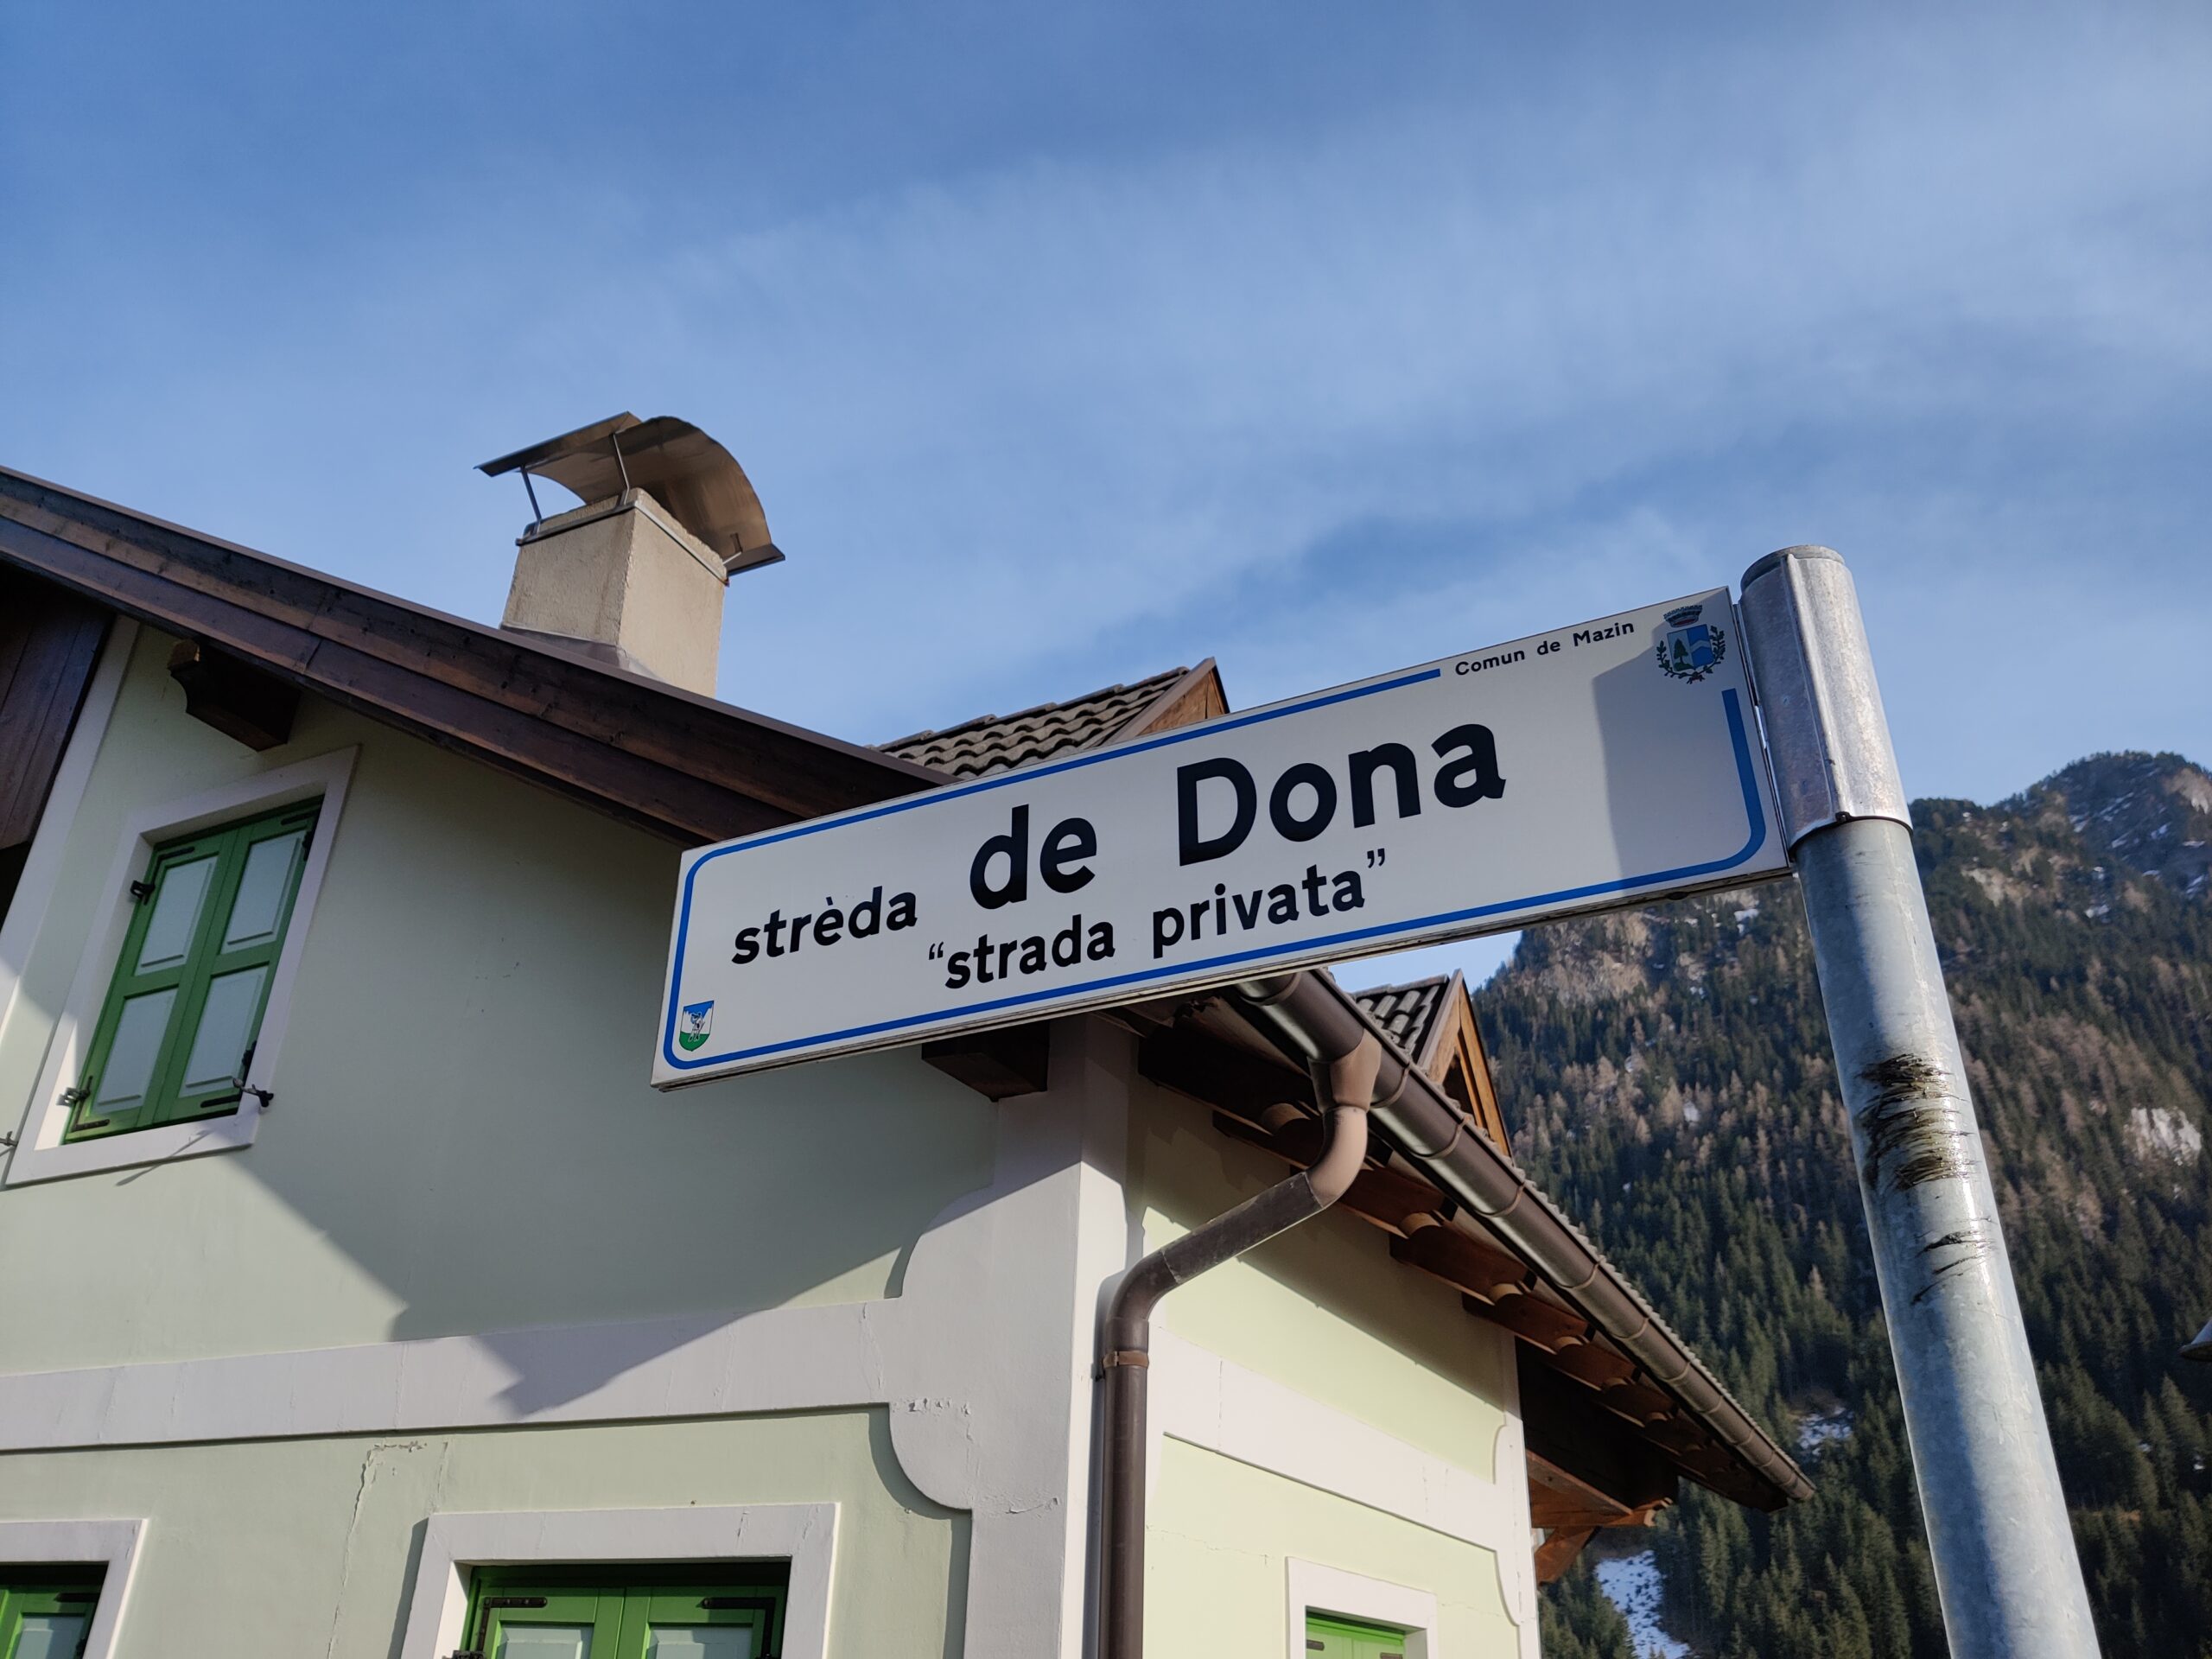 Comun de Mazin
strèda de Dona
“strada privata”